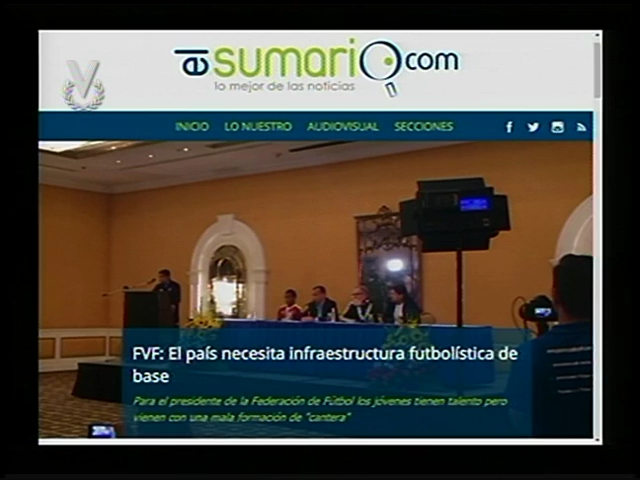 elsumario.com
lo mejor de las noticias
INICIO LO NUESTRO AUDIOVISUAL SECCIONES
FVF: El país necesita infraestructura futbolística de
base
Para el presidente de la Federación de Fútbol los jóvenes tienen talento pero
vienen con una mala formación de "cantera"